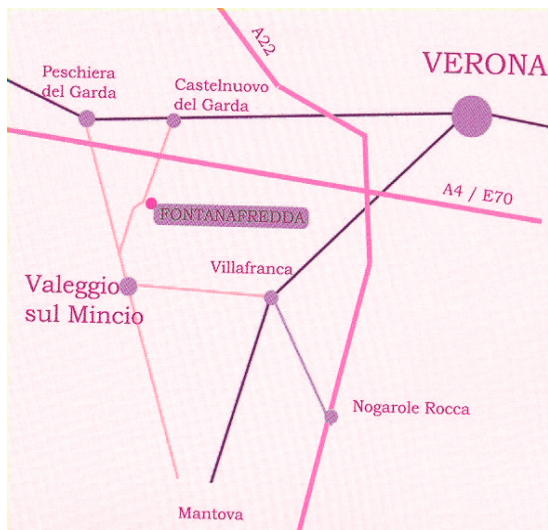 A22
VERONA
Peschiera
del Garda
Castelnuovo
del Garda
A4 / E70
FONTANAFREDDA
Villafranca
Valeggio
sul Mincio
Nogarole Rocca
Mantova